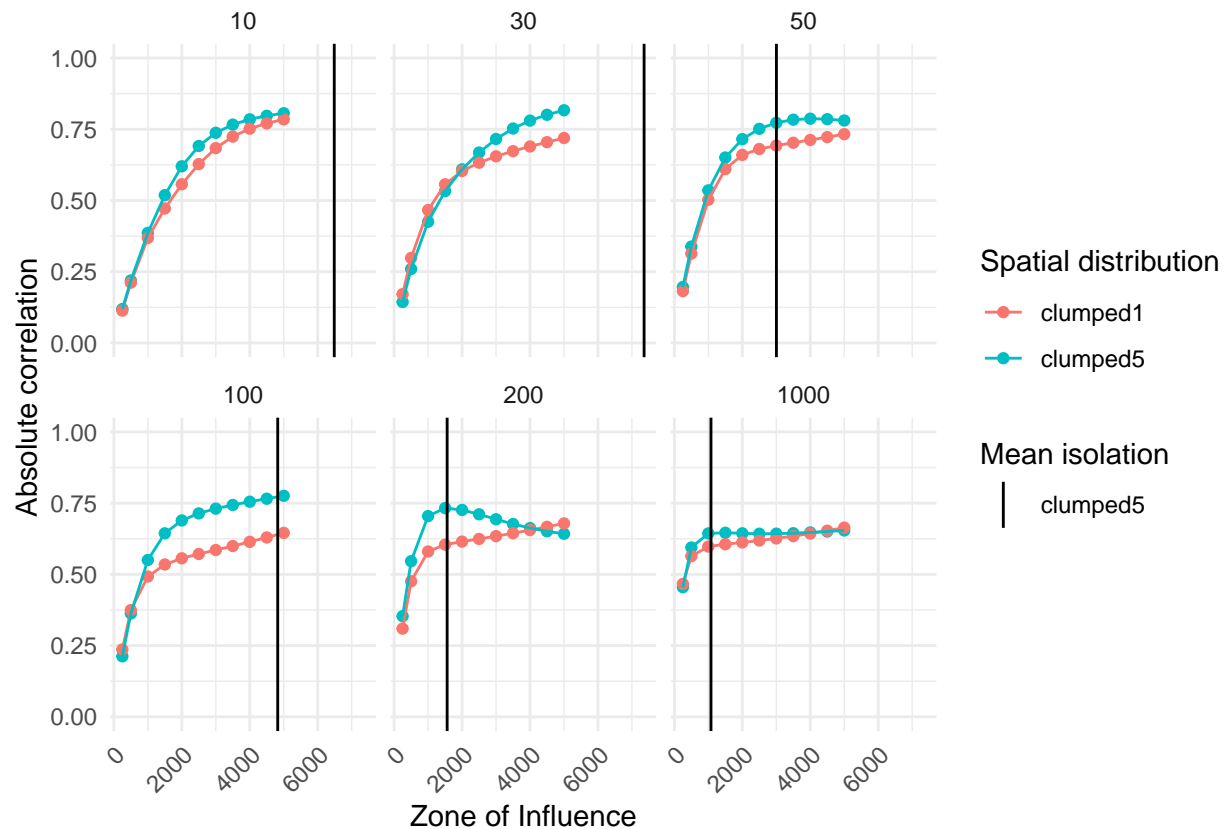 10 30 50
1.00
0.75
0.50
0.25
0.00
100 200 1000
1.00
0.75
0.50
0.25
0.00
0 2000 4000 6000 0 2000 4000 6000 0 2000 4000 6000
Zone of Influence
Absolute correlation
Spatial distribution
clumped1
clumped5
Mean isolation
clumped5